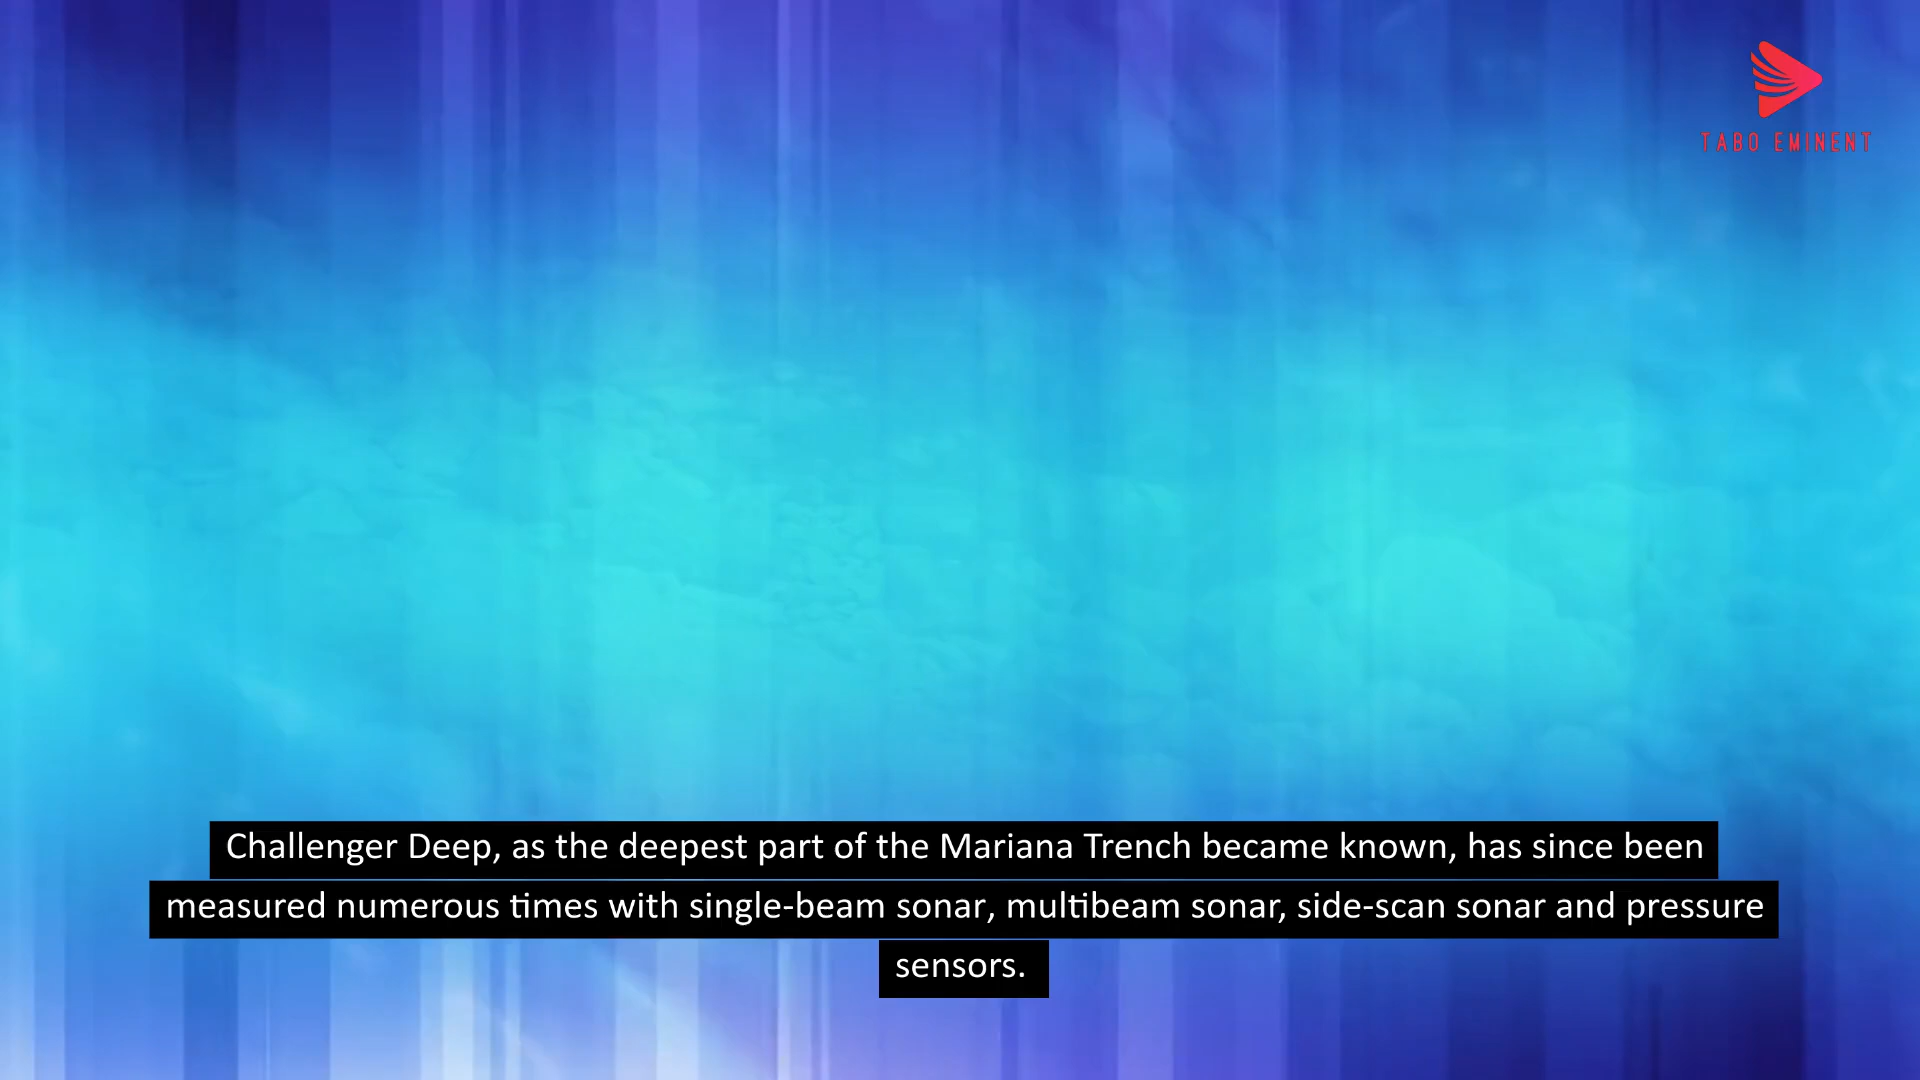 TABO EMINENT
Challenger Deep, as the deepest part of the Mariana Trench became known, has since been
measured numerous times with single-beam sonar, multibeam sonar, side-scan sonar and pressure
sensors.